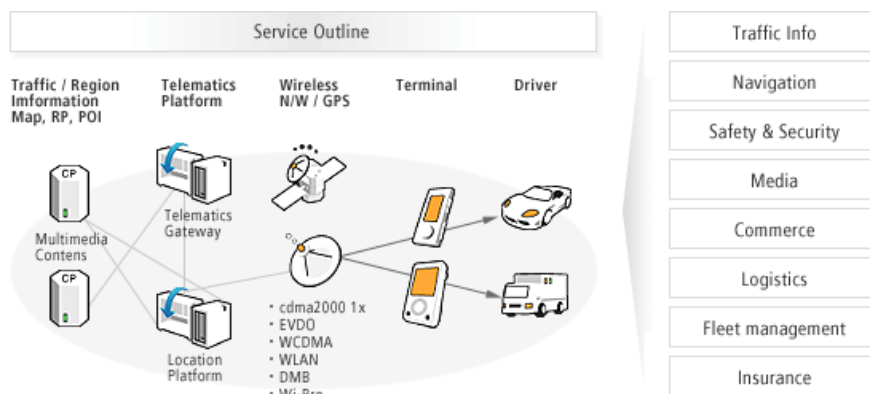 Service Outline
Traffic / Region
Imformation
Map, RP, POI
Telematics
Platform
Wireless
N/W / GPS
Terminal
Driver
CP
Multimedia
Contens
CP
Telematics
Gateway
Location
Platform
• cdma2000 1x
• EVDO
• WCDMA
• WLAN
• DMB
• Wi-Bro
Traffic Info
Navigation
Safety & Security
Media
Commerce
Logistics
Fleet management
Insurance